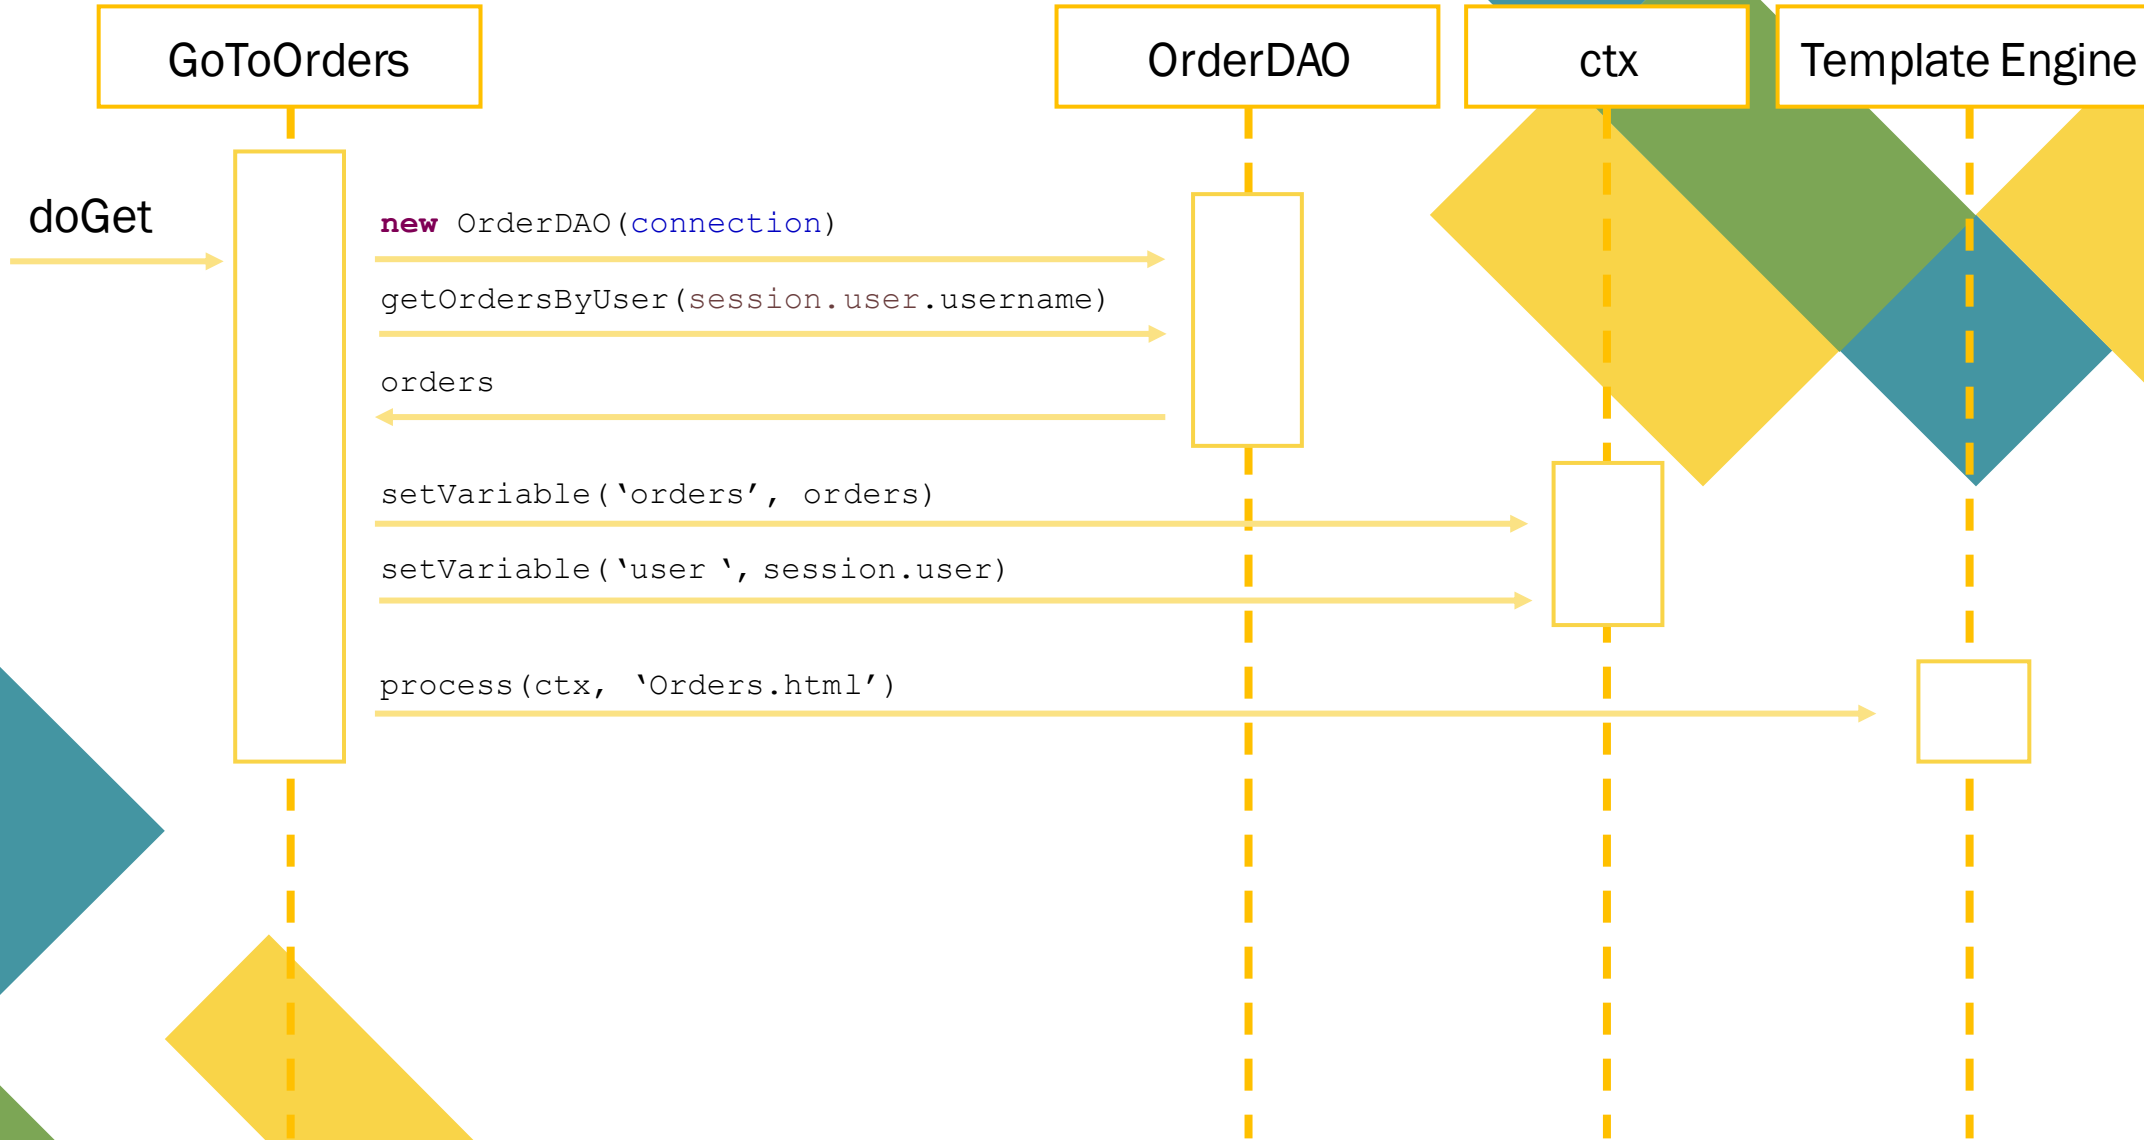 GoToOrders
OrderDAO
ctx
Template Engine
doGet
new OrderDAO(connection)
getOrdersByUser(session.user.username)
orders
setVariable(‘orders’, orders)
setVariable(‘user ‘, session.user)
process(ctx, ‘Orders.html’)